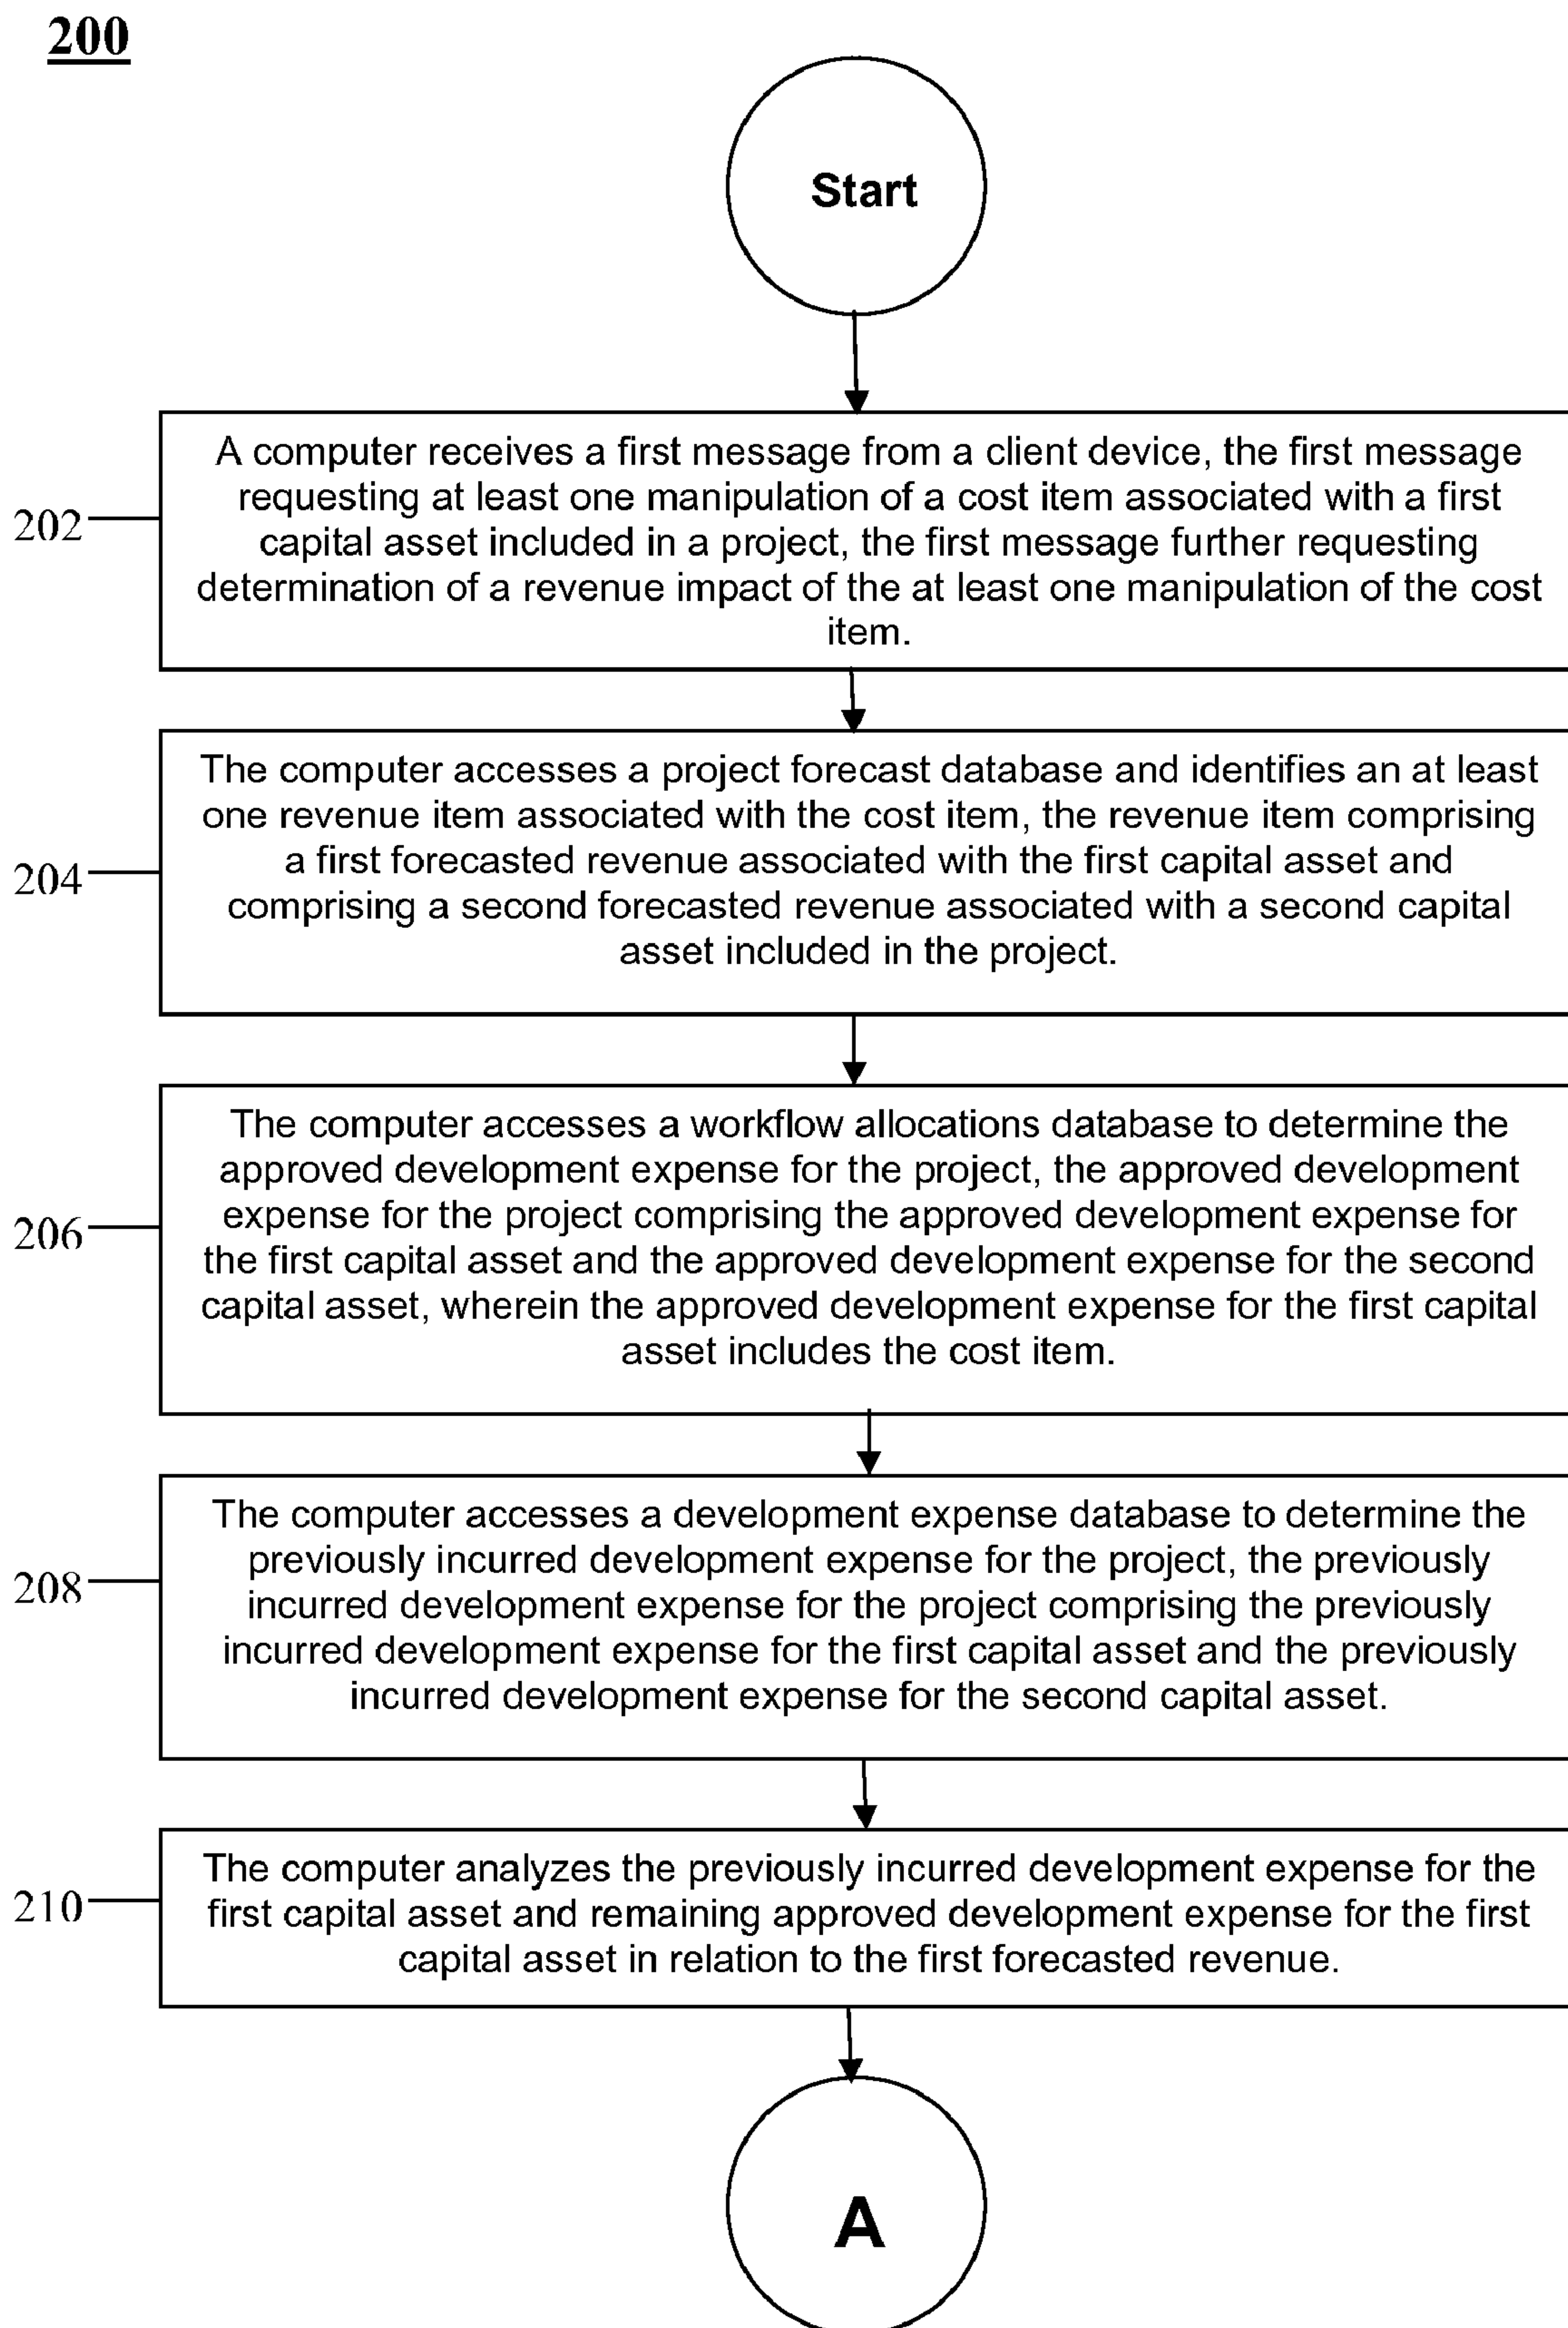 200
Start
A computer receives a first message from a client device, the first message
requesting at least one manipulation of a cost item associated with a first
capital asset included in a project, the first message further requesting
determination of a revenue impact of the at least one manipulation of the cost
item.
202
The computer accesses a project forecast database and identifies an at least
one revenue item associated with the cost item, the revenue item comprising
a first forecasted revenue associated with the first capital asset and
comprising a second forecasted revenue associated with a second capital
asset included in the project.
204
The computer accesses a workflow allocations database to determine the
approved development expense for the project, the approved development
expense for the project comprising the approved development expense for
the first capital asset and the approved development expense for the second
capital asset, wherein the approved development expense for the first capital
asset includes the cost item.
206
The computer accesses a development expense database to determine the
previously incurred development expense for the project, the previously
incurred development expense for the project comprising the previously
incurred development expense for the first capital asset and the previously
incurred development expense for the second capital asset.
208
The computer analyzes the previously incurred development expense for the
first capital asset and remaining approved development expense for the first
capital asset in relation to the first forecasted revenue.
210
A